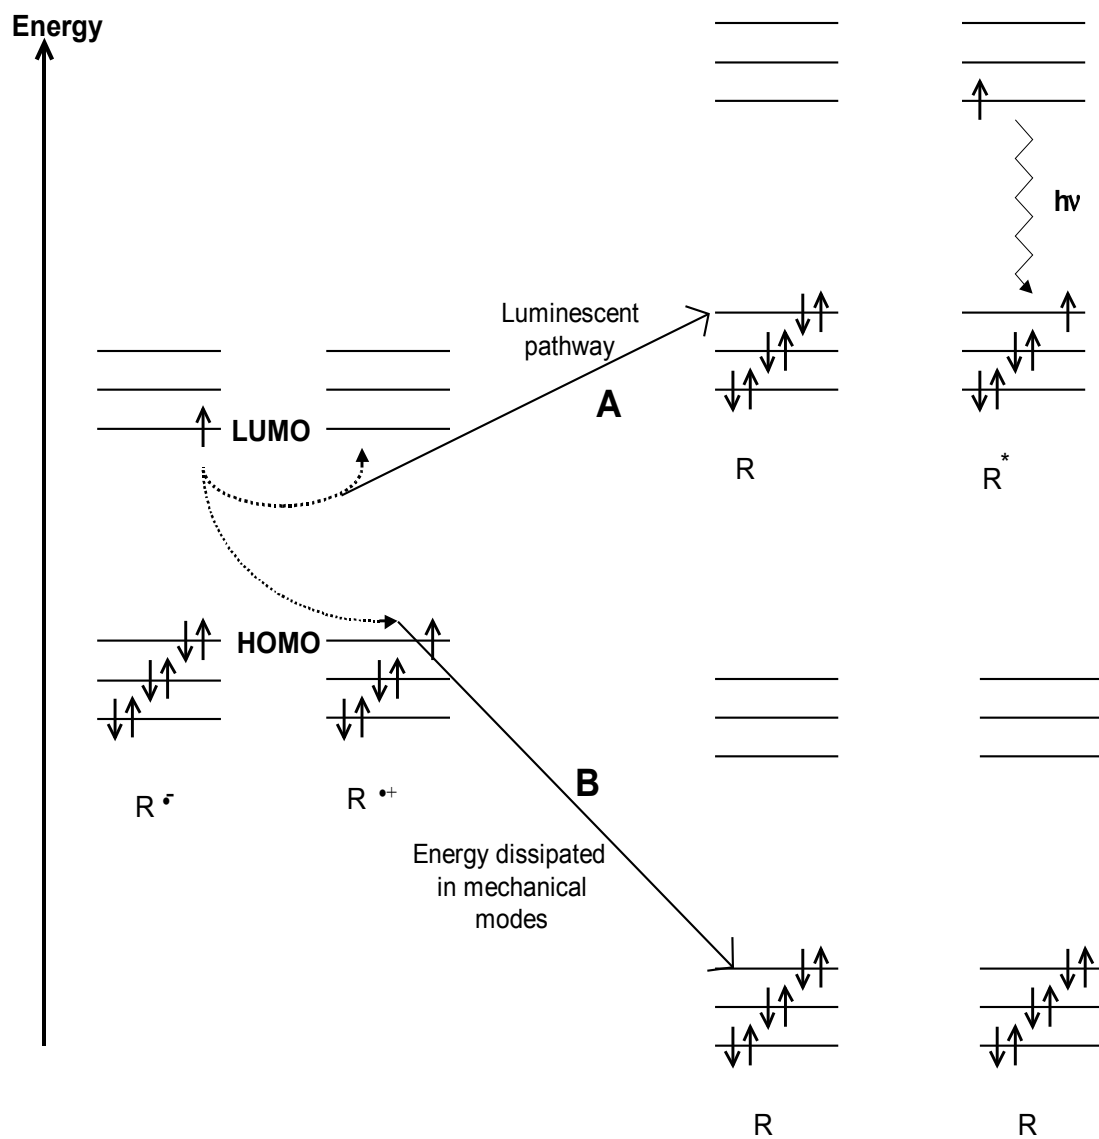 Energy
hν
Luminescent
pathway
A
LUMO
R
R*
HOMO
R •-
R •+
B
Energy dissipated
in mechanical
modes
R
R